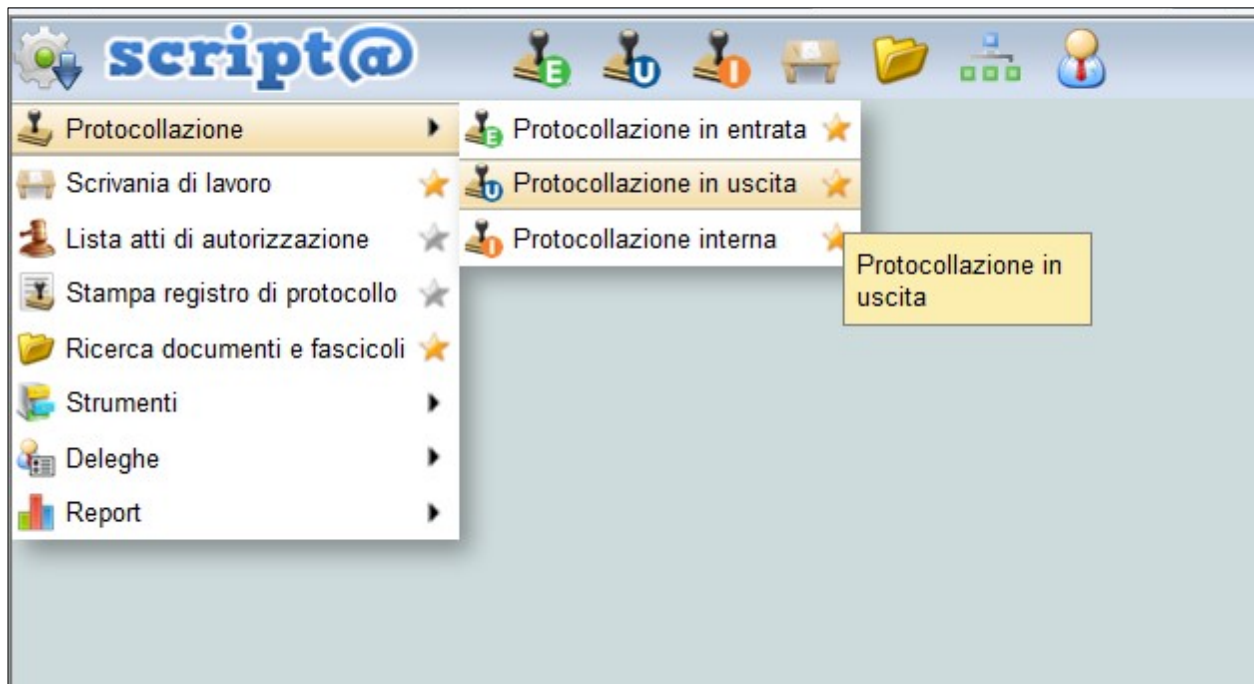 script@
E
U
I
Protocollazione
E Protocollazione in entrata
Scrivania di lavoro
U Protocollazione in uscita
Lista atti di autorizzazione
I Protocollazione interna
Protocollazione in
uscita
Stampa registro di protocollo
Ricerca documenti e fascicoli
Strumenti
Deleghe
Report